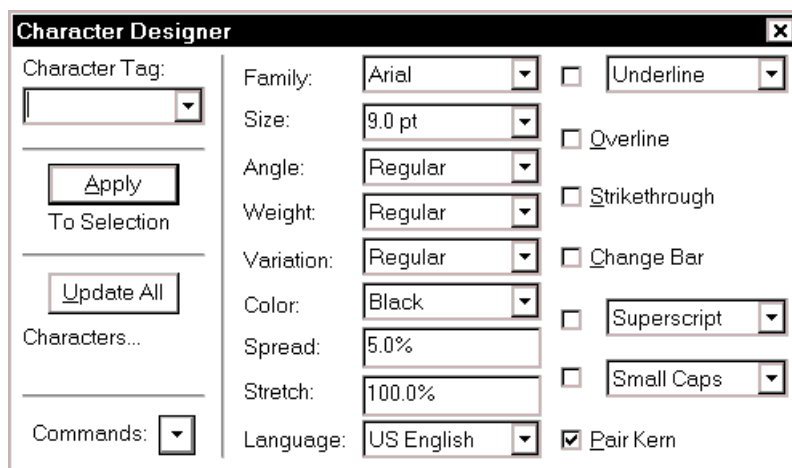 Character Designer
Character Tag:
Apply
To Selection
Update All
Characters...
Commands:
Family: Arial
Size: 9.0 pt
Angle: Regular
Weight: Regular
Variation: Regular
Color: Black
Spread: 5.0%
Stretch: 100.0%
Language: US English
Underline
Overline
Strikethrough
Change Bar
Superscript
Small Caps
Pair Kern